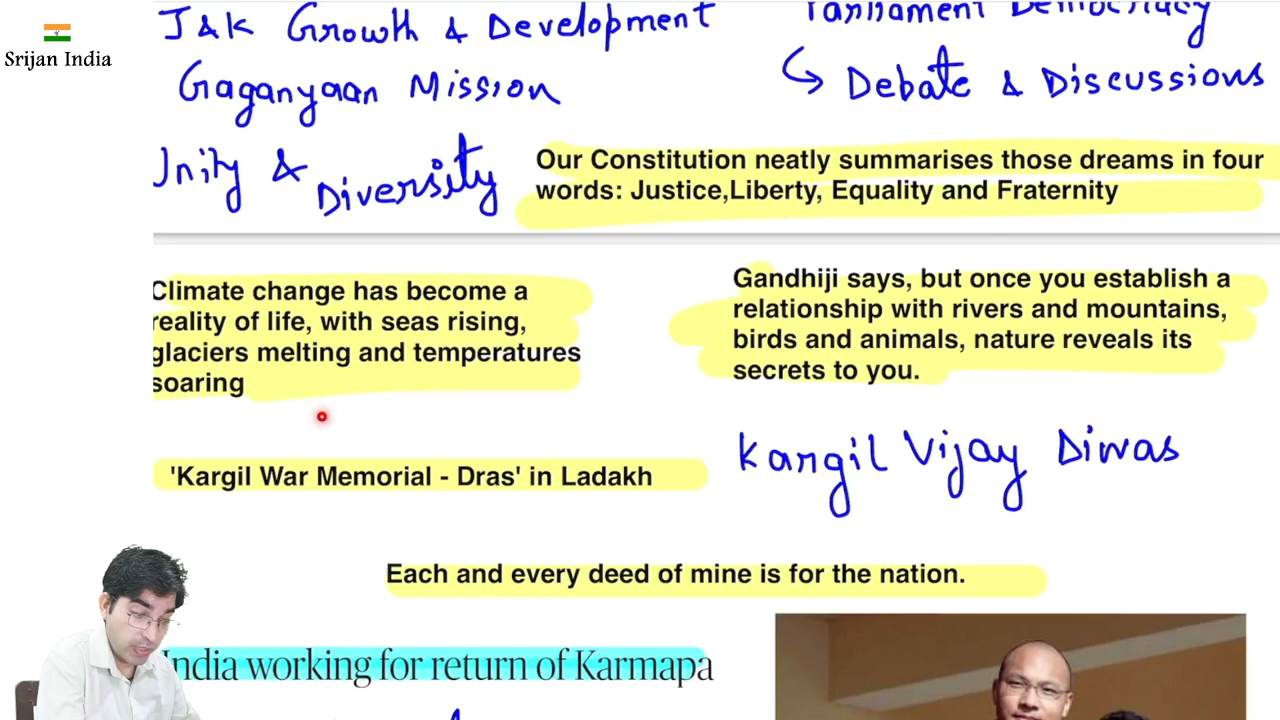 Srijan India
J&K Growth & Development
Gaganyaan Mission
Unity & Diversity
Parliament Democracy
↳ Debate & Discussions
Our Constitution neatly summarises those dreams in four
words: Justice,Liberty, Equality and Fraternity
Climate change has become a
reality of life, with seas rising,
glaciers melting and temperatures
soaring
Gandhiji says, but once you establish a
relationship with rivers and mountains,
birds and animals, nature reveals its
secrets to you.
'Kargil War Memorial - Dras' in Ladakh
Kargil Vijay Diwas
Each and every deed of mine is for the nation.
India working for return of Karmapa